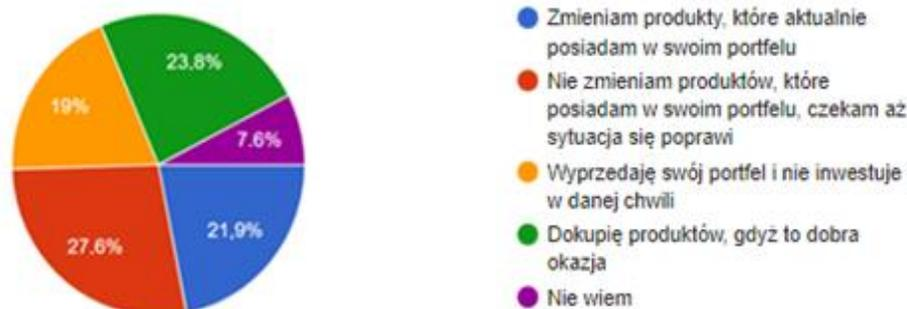 23,8%
19%
7.6%
21,9%
27.6%
Zmieniam produkty, które aktualnie
posiadam w swoim portfelu
Nie zmieniam produktów, które
posiadam w swoim portfelu, czekam aż
sytuacja się poprawi
Wyprzedaję swój portfel i nie inwestuje
w danej chwili
Dokupię produktów, gdyż to dobra
okazja
Nie wiem